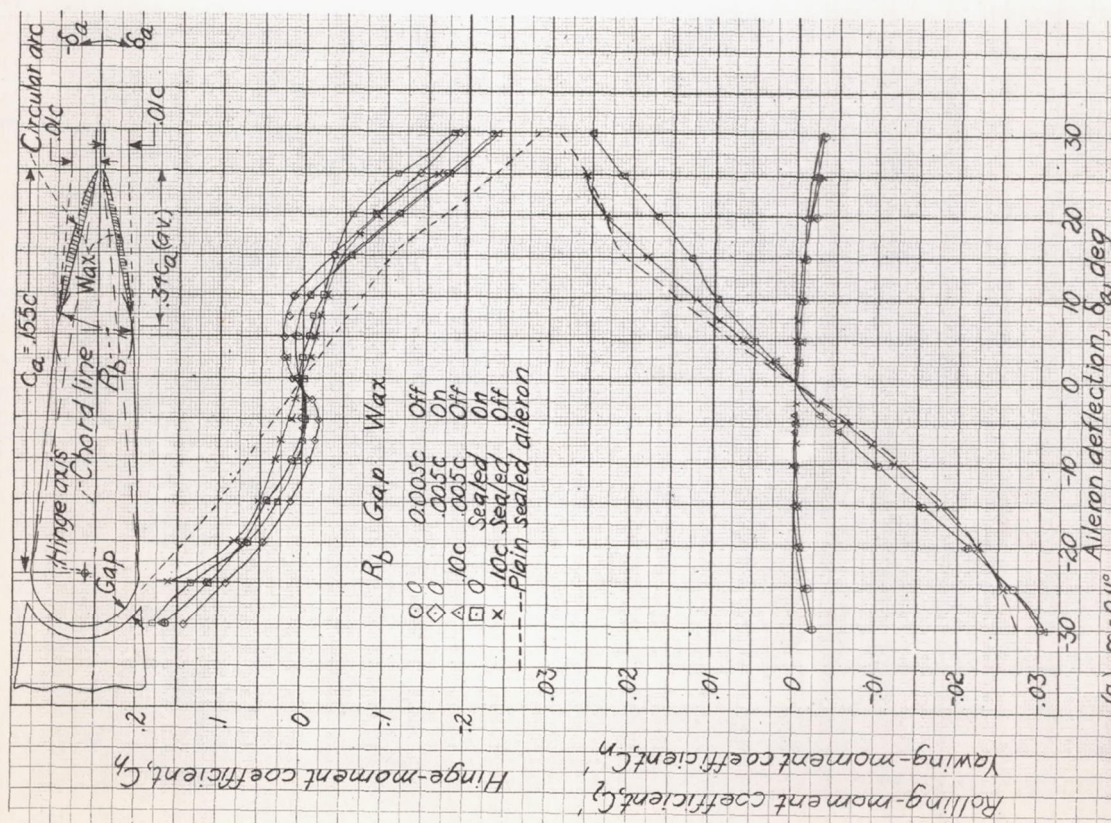 Circular arc
.01c
-δa
δa
.01c
Ca = .155c
Hinge axis
Chord line
Wax
Rb
.34Ca (av.)
Gap
Rb Gap Wax
⊙ 0 0.005c Off
◇ 0 .005c On
△ 10c .005c Off
⊡ 0 Sealed On
× 10c Sealed Off
---- Plain sealed aileron
.2
.1
0
-.1
-.2
Hinge-moment coefficient, Ch
.03
.02
.01
0
-.01
-.02
-.03
Rolling-moment coefficient, Cl'
Yawing-moment coefficient, Cn'
-30 -20 -10 0 10 20 30
Aileron deflection, δa, deg